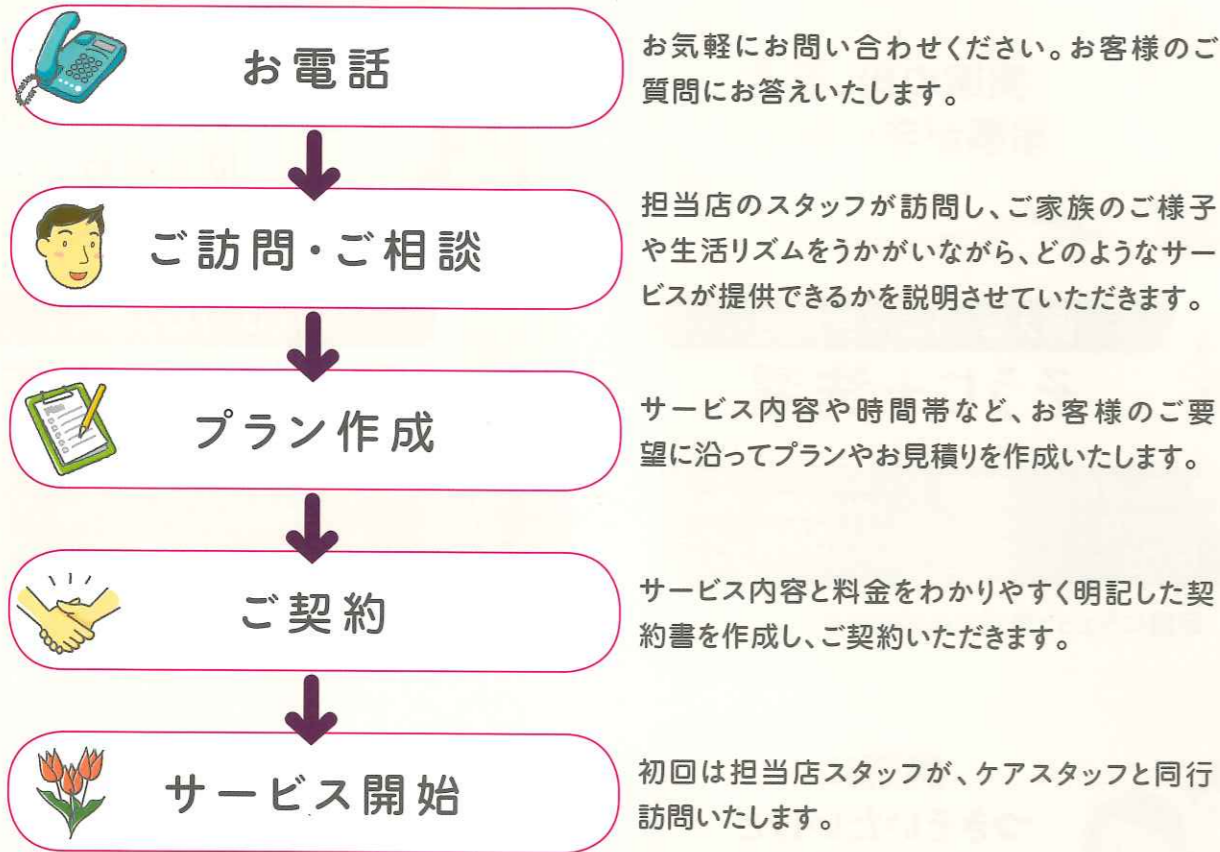 お電話
お気軽にお問い合わせください。お客様のご
質問にお答えいたします。
ご訪問・ご相談
担当店のスタッフが訪問し、ご家族のご様子
や生活リズムをうかがいながら、どのようなサー
ビスが提供できるかを説明させていただきます。
プラン作成
サービス内容や時間帯など、お客様のご要
望に沿ってプランやお見積りを作成いたします。
ご契約
サービス内容と料金をわかりやすく明記した契
約書を作成し、ご契約いただきます。
サービス開始
初回は担当店スタッフが、ケアスタッフと同行
訪問いたします。